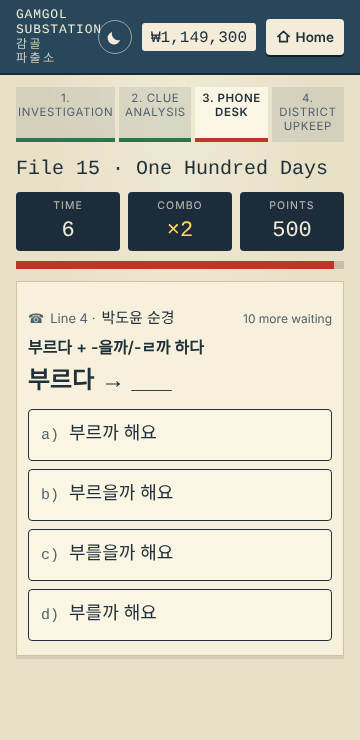 GAMGOL
SUBSTATION
감골
파출소
₩1,149,300
Home
1.
INVESTIGATION
2. CLUE
ANALYSIS
3. PHONE
DESK
4.
DISTRICT
UPKEEP
File 15 · One Hundred Days
TIME
6
COMBO
×2
POINTS
500
☎ Line 4 · 박도윤 순경
10 more waiting
부르다 + -을까/-ㄹ까 하다
부르다 → ___
a) 부르까 해요
b) 부르을까 해요
c) 부를을까 해요
d) 부를까 해요